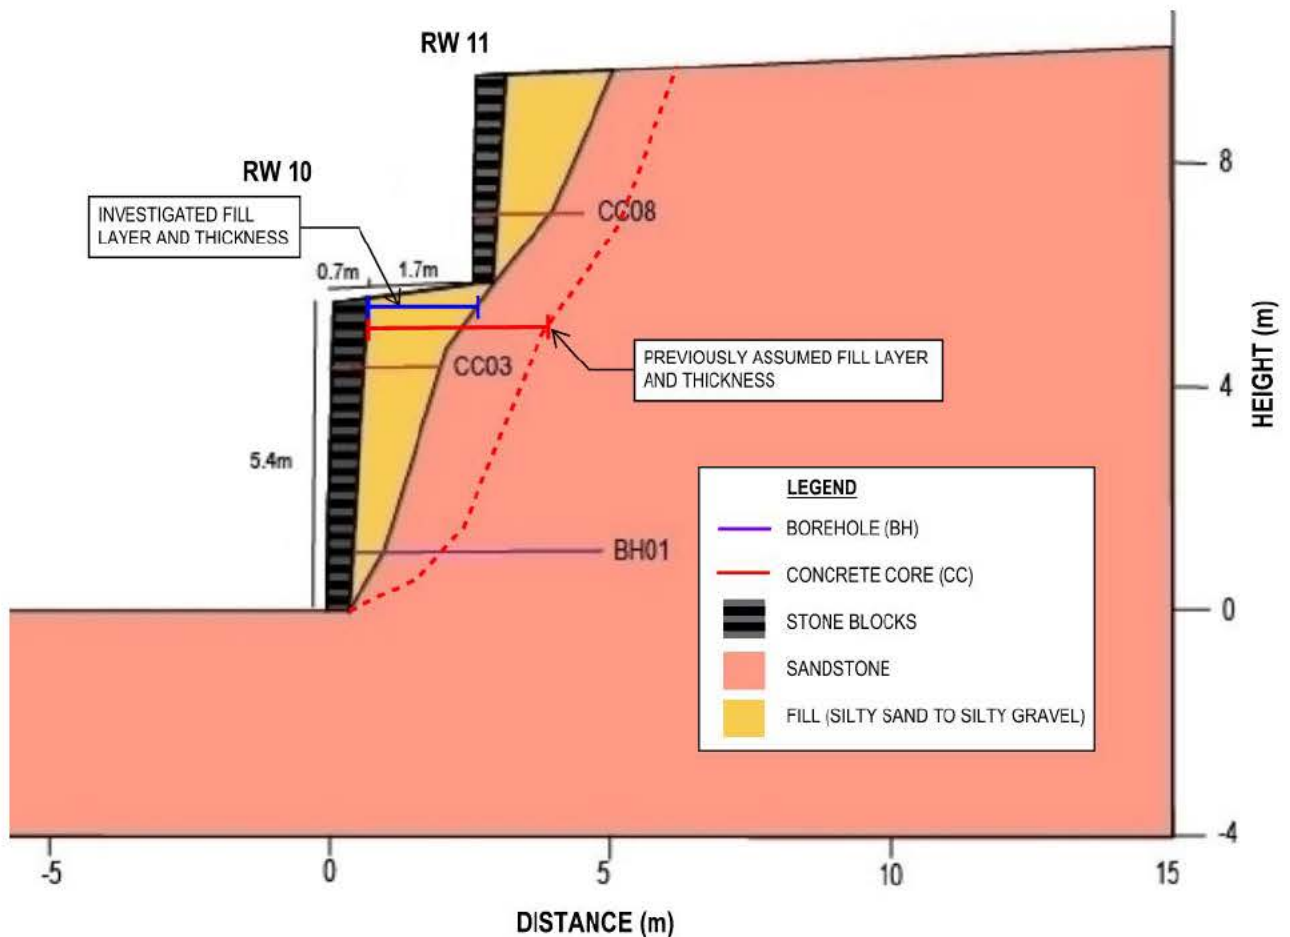 RW 11
RW 10
INVESTIGATED FILL
LAYER AND THICKNESS
0.7m
1.7m
CC08
8
CC03
PREVIOUSLY ASSUMED FILL LAYER
AND THICKNESS
4
HEIGHT (m)
5.4m
BH01
LEGEND
BOREHOLE (BH)
CONCRETE CORE (CC)
STONE BLOCKS
SANDSTONE
FILL (SILTY SAND TO SILTY GRAVEL)
0
-4
-5
0
5
10
15
DISTANCE (m)